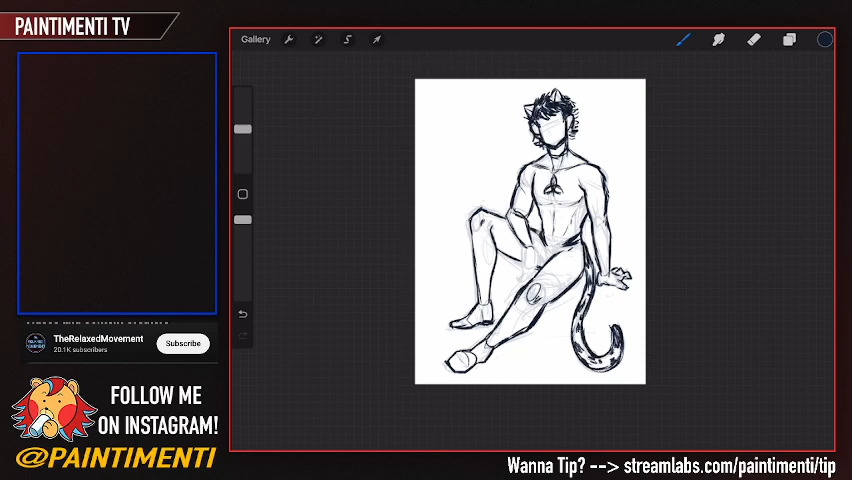 PAINTIMENTI TV
Gallery
TheRelaxedMovement
20.1K subscribers
Subscribe
FOLLOW ME
ON INSTAGRAM!
@PAINTIMENTI
Wanna Tip? --> streamlabs.com/paintimenti/tip